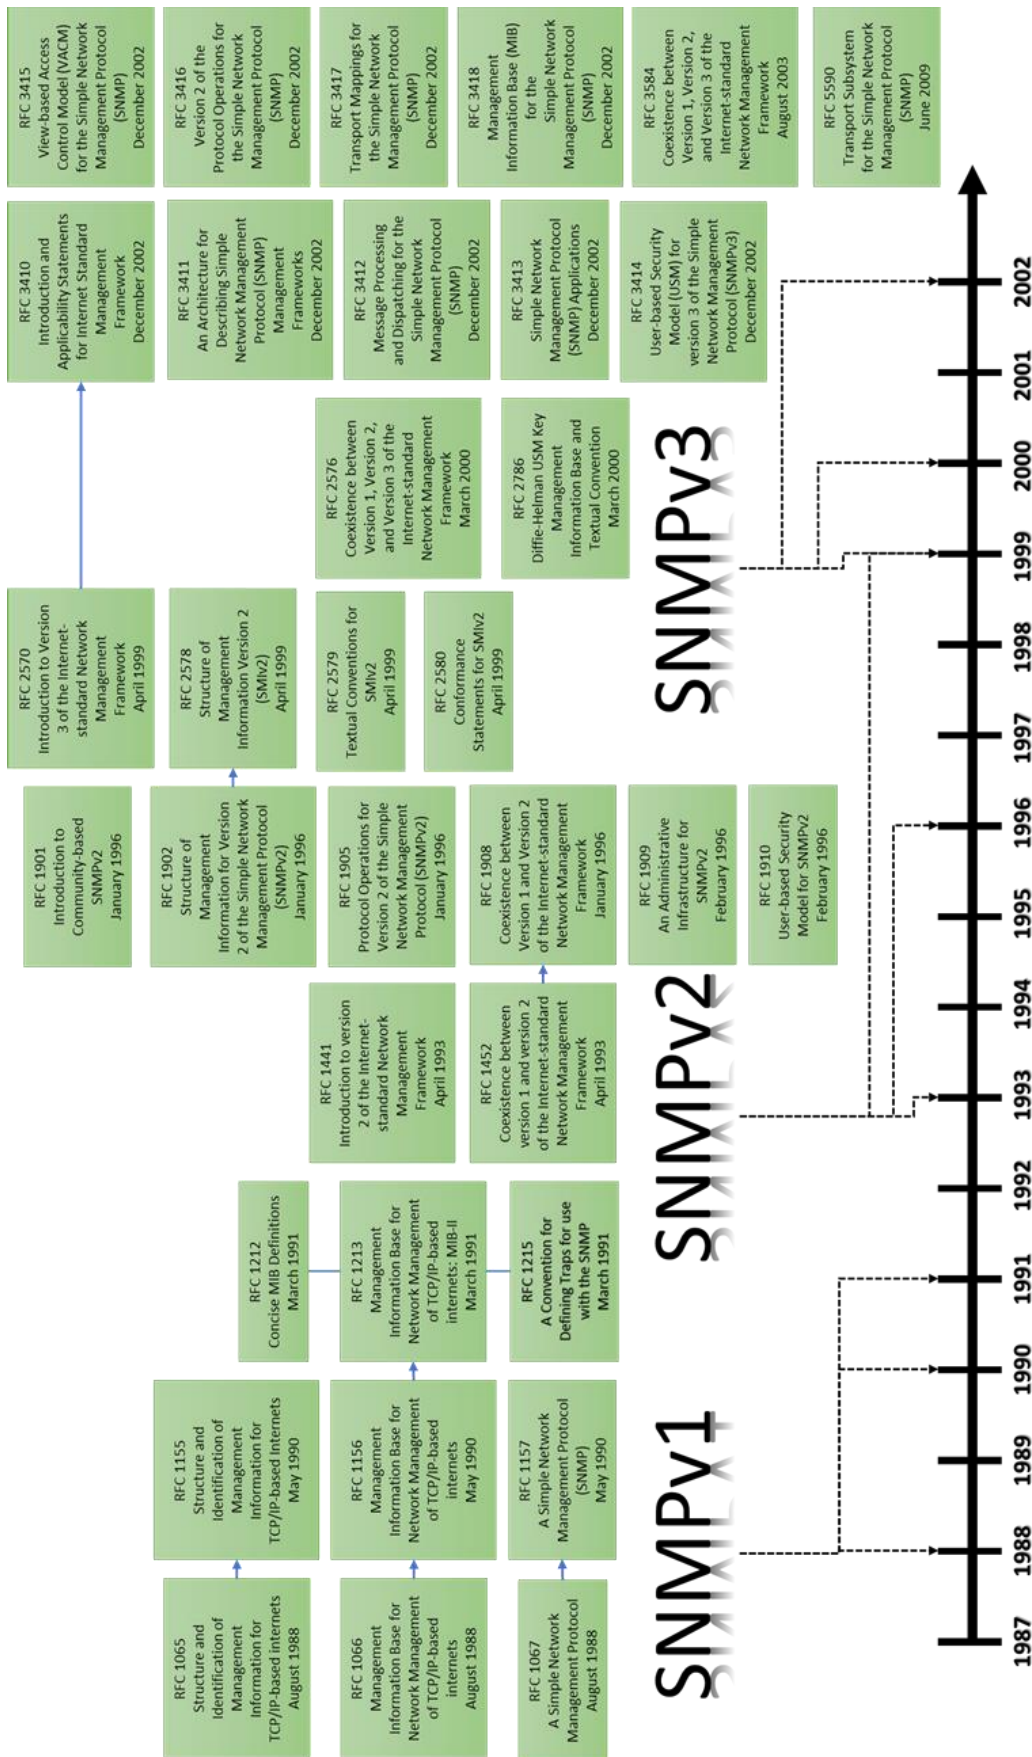 RFC 1065
Structure and
Identification of
Management
Information for
TCP/IP-based internets
August 1988
RFC 1066
Management
Information Base for
Network Management
of TCP/IP-based
internets
August 1988
RFC 1067
A Simple Network
Management Protocol
August 1988
RFC 1155
Structure and
Identification of
Management
Information for
TCP/IP-based Internets
May 1990
RFC 1156
Management
Information Base for
Network Management
of TCP/IP-based
internets
May 1990
RFC 1157
A Simple Network
Management Protocol
(SNMP)
May 1990
RFC 1212
Concise MIB Definitions
March 1991
RFC 1213
Management
Information Base for
Network Management
of TCP/IP-based
internets: MIB-II
March 1991
RFC 1215
A Convention for
Defining Traps for use
with the SNMP
March 1991
RFC 1441
Introduction to version
2 of the Internet-
standard Network
Management
Framework
April 1993
RFC 1452
Coexistence between
version 1 and version 2
of the Internet-standard
Network Management
Framework
April 1993
RFC 1901
Introduction to
Community-based
SNMPv2
January 1996
RFC 1902
Structure of
Management
Information for Version
2 of the Simple Network
Management Protocol
(SNMPv2)
January 1996
RFC 1905
Protocol Operations for
Version 2 of the Simple
Network Management
Protocol (SNMPv2)
January 1996
RFC 1908
Coexistence between
Version 1 and Version 2
of the Internet-standard
Network Management
Framework
January 1996
RFC 1909
An Administrative
Infrastructure for
SNMPv2
February 1996
RFC 1910
User-based Security
Model for SNMPv2
February 1996
RFC 2570
Introduction to Version
3 of the Internet-
standard Network
Management
Framework
April 1999
RFC 2578
Structure of
Management
Information Version 2
(SMIv2)
April 1999
RFC 2579
Textual Conventions for
SMIv2
April 1999
RFC 2580
Conformance
Statements for SMIv2
April 1999
RFC 2576
Coexistence between
Version 1, Version 2,
and Version 3 of the
Internet-standard
Network Management
Framework
March 2000
RFC 2786
Diffie-Helman USM Key
Management
Information Base and
Textual Convention
March 2000
RFC 3410
Introduction and
Applicability Statements
for Internet Standard
Management
Framework
December 2002
RFC 3411
An Architecture for
Describing Simple
Network Management
Protocol (SNMP)
Management
Frameworks
December 2002
RFC 3412
Message Processing
and Dispatching for the
Simple Network
Management Protocol
(SNMP)
December 2002
RFC 3413
Simple Network
Management Protocol
(SNMP) Applications
December 2002
RFC 3414
User-based Security
Model (USM) for
version 3 of the Simple
Network Management
Protocol (SNMPv3)
December 2002
RFC 3415
View-based Access
Control Model (VACM)
for the Simple Network
Management Protocol
(SNMP)
December 2002
RFC 3416
Version 2 of the
Protocol Operations for
the Simple Network
Management Protocol
(SNMP)
December 2002
RFC 3417
Transport Mappings for
the Simple Network
Management Protocol
(SNMP)
December 2002
RFC 3418
Management
Information Base (MIB)
for the
Simple Network
Management Protocol
(SNMP)
December 2002
RFC 3584
Coexistence between
Version 1, Version 2,
and Version 3 of the
Internet-standard
Network Management
Framework
August 2003
RFC 5590
Transport Subsystem
for the Simple Network
Management Protocol
(SNMP)
June 2009
SNMPv1
SNMPv2
SNMPv3
1987
1988
1989
1990
1991
1992
1993
1994
1995
1996
1997
1998
1999
2000
2001
2002